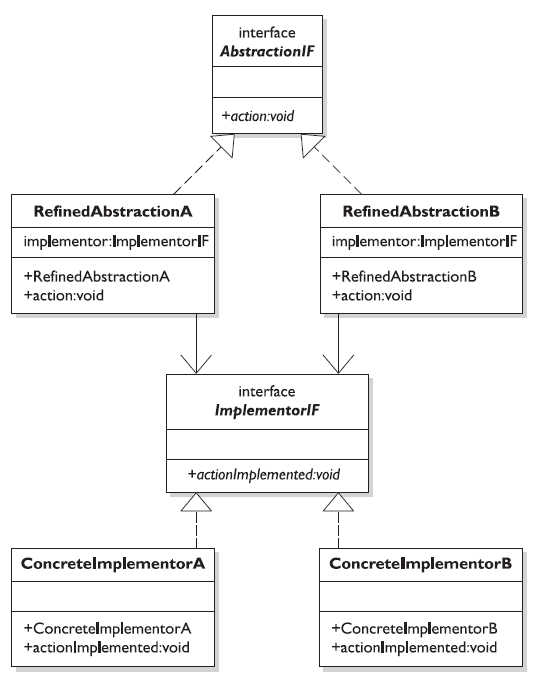 interface
AbstractionIF
+action:void
RefinedAbstractionA
implementor:ImplementorIF
+RefinedAbstractionA
+action:void
RefinedAbstractionB
implementor:ImplementorIF
+RefinedAbstractionB
+action:void
interface
ImplementorIF
+actionImplemented:void
ConcreteImplementorA
+ConcreteImplementorA
+actionImplemented:void
ConcreteImplementorB
+ConcreteImplementorB
+actionImplemented:void